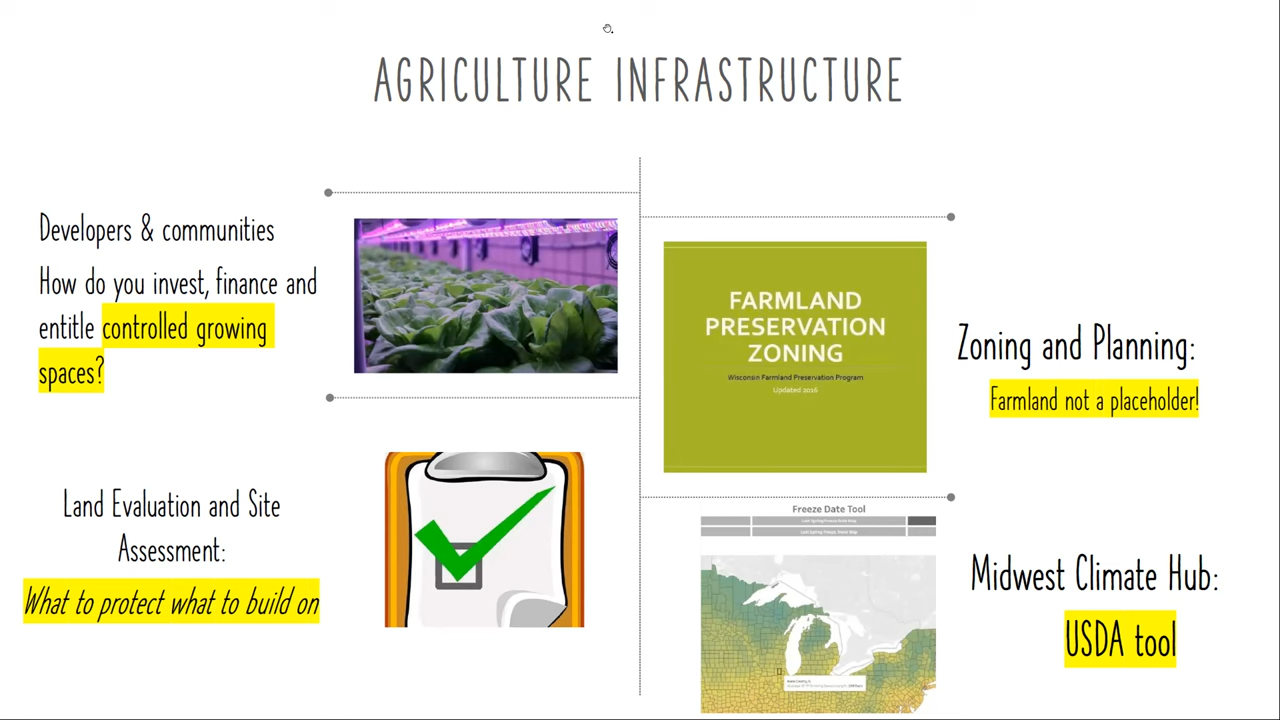 AGRICULTURE INFRASTRUCTURE
Developers & communities
How do you invest, finance and
entitle controlled growing
spaces?
FARMLAND
PRESERVATION
ZONING
Wisconsin Farmland Preservation Program
Updated 2016
Zoning and Planning:
Farmland not a placeholder!
Land Evaluation and Site
Assessment:
What to protect what to build on
Freeze Date Tool
Midwest Climate Hub:
USDA tool